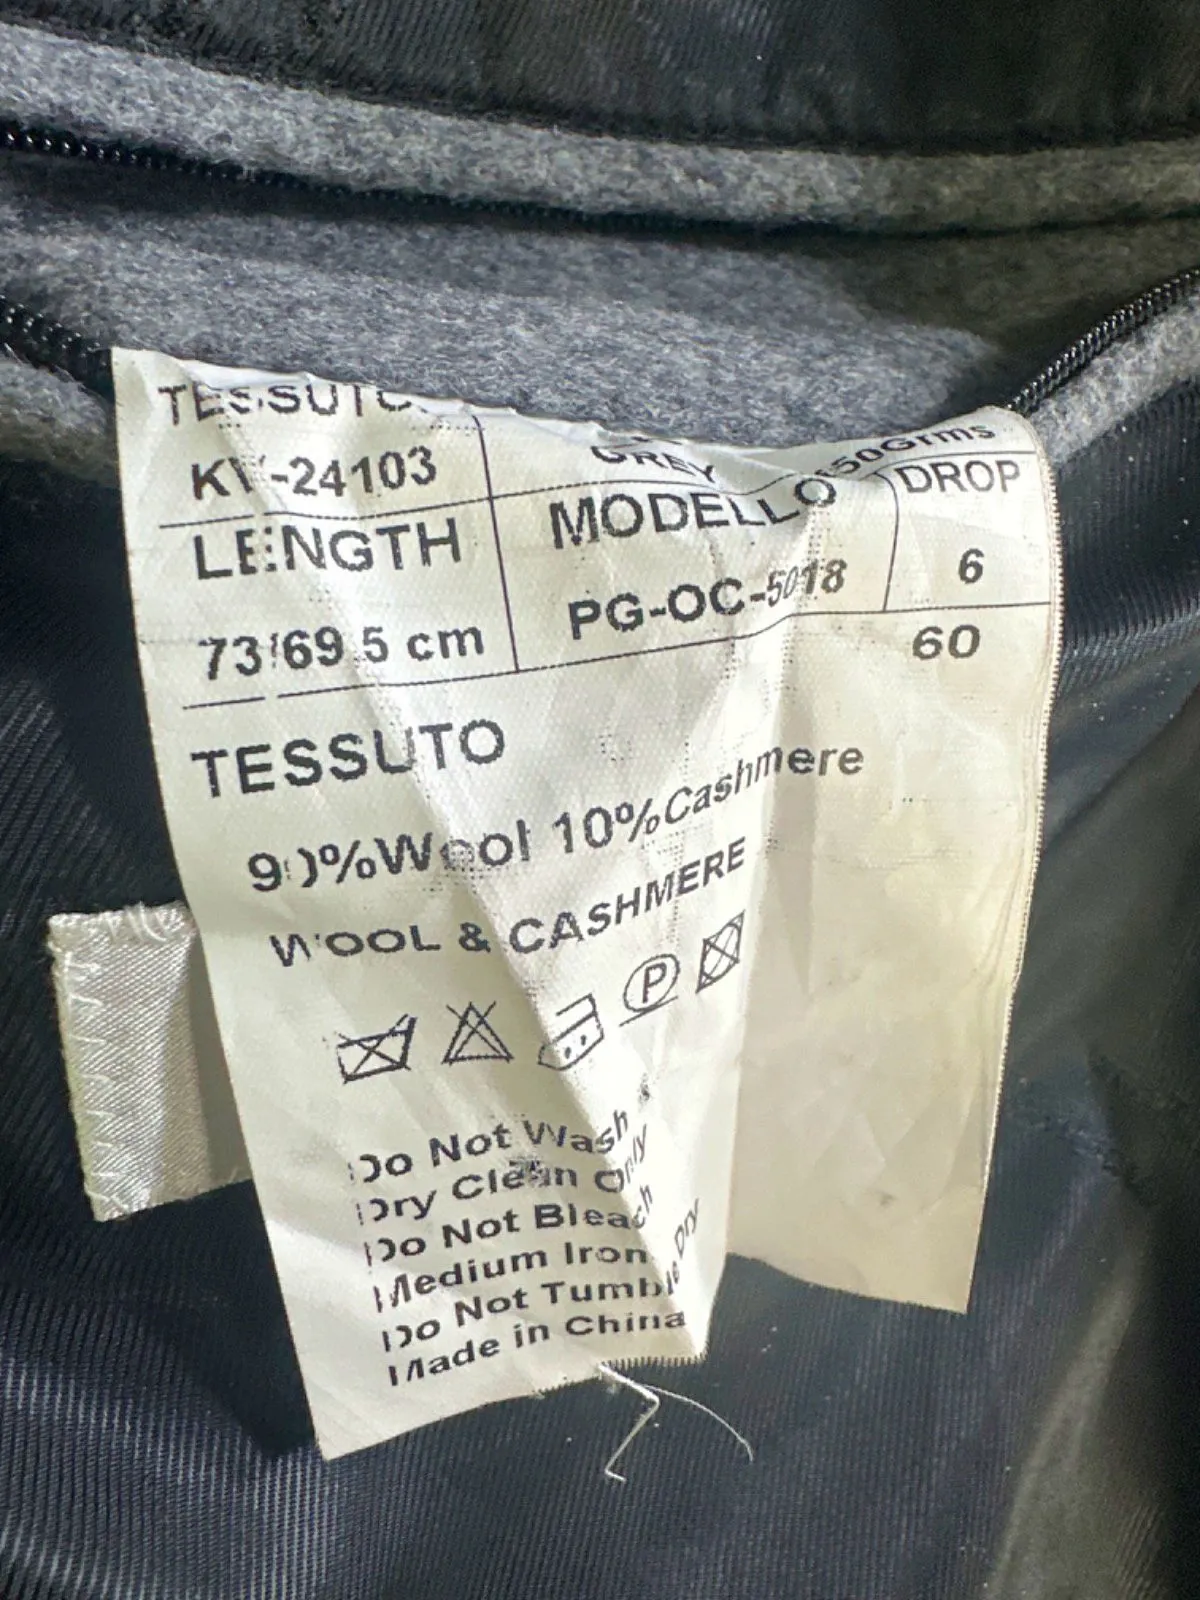 TESSUTO
GREY
KY-24103
LENGTH
MODELLO
DROP
73/69.5 cm
PG-OC-5018
6
60
TESSUTO
90%Wool 10%Cashmere
WOOL & CASHMERE
P
Do Not Wash
Dry Clean Only
Do Not Bleach
Medium Iron
Do Not Tumble Dry
Made in China